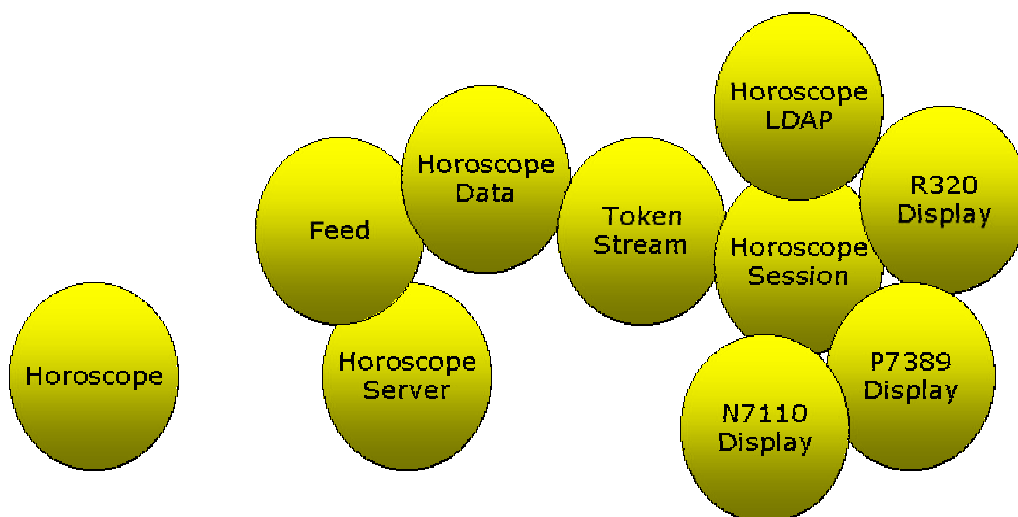 Horoscope
Feed
Horoscope
Server
Horoscope
Data
Token
Stream
Horoscope
LDAP
Horoscope
Session
R320
Display
P7389
Display
N7110
Display